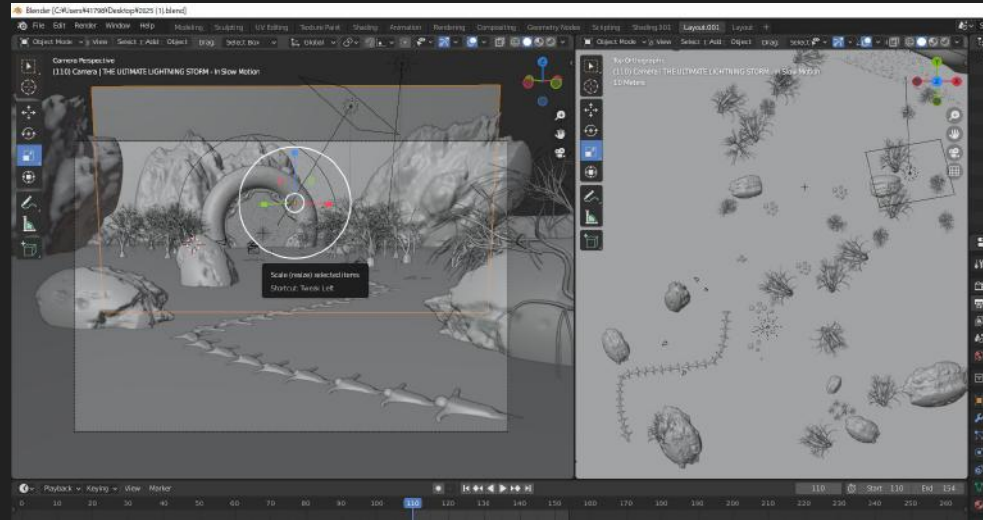 Blender [C:¥Users¥41798¥Desktop¥2025 (1).blend]
File Edit Render Window Help Modeling Sculpting UV Editing Texture Paint Shading Animation Rendering Compositing Geometry Nodes Scripting Shading.001 Layout.001 Layout +
Object Mode View Select Add Object Drag: Select Box Global
Object Mode View Select Add Object Drag: Select
Camera Perspective
(110) Camera | THE ULTIMATE LIGHTNING STORM - In Slow Motion
Top Orthographic
(110) Camera | THE ULTIMATE LIGHTNING STORM - In Slow Motion
10 Meters
Scale (resize) selected items
Shortcut: Tweak Left
Playback Keying View Marker 110 Start 110 End 154
0 10 20 30 40 50 60 70 80 90 100 110 120 130 140 150 160 170 180 190 200 210 220 230 240 250 260